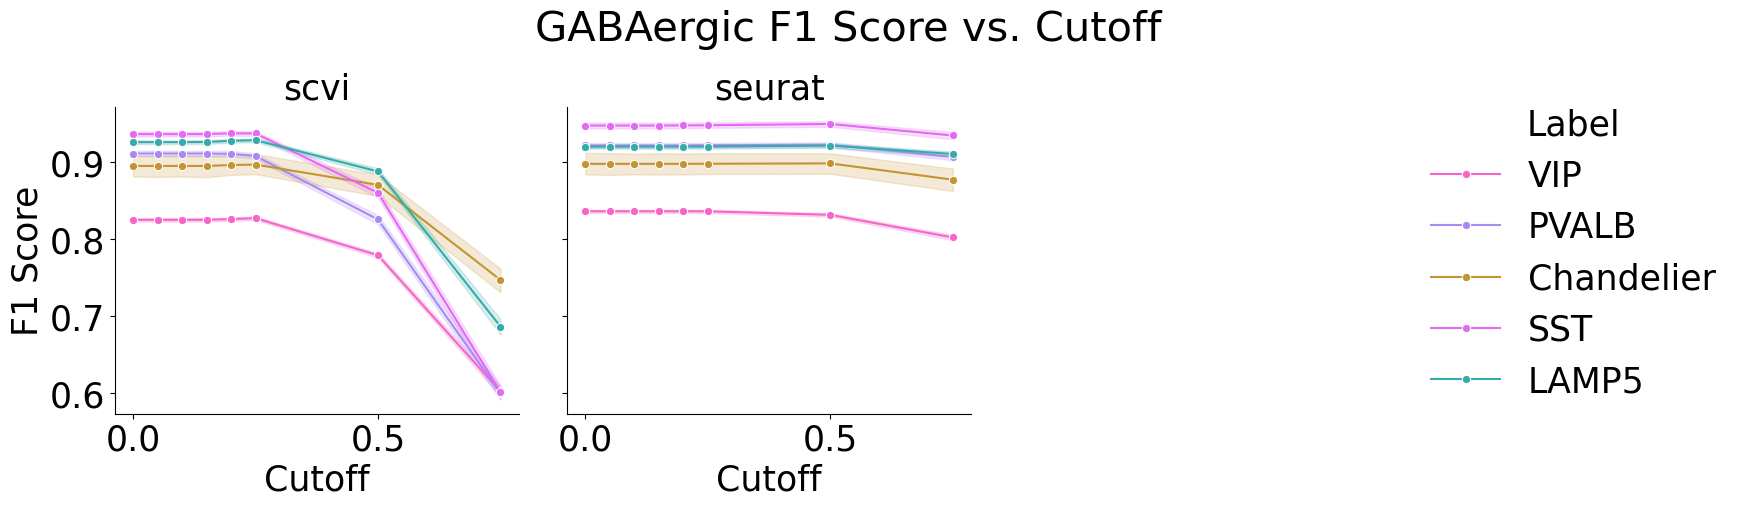 GABAergic F1 Score vs. Cutoff
scvi
seurat
F1 Score
0.9
0.8
0.7
0.6
0.0
0.5
Cutoff
0.0
0.5
Cutoff
Label
VIP
PVALB
Chandelier
SST
LAMP5